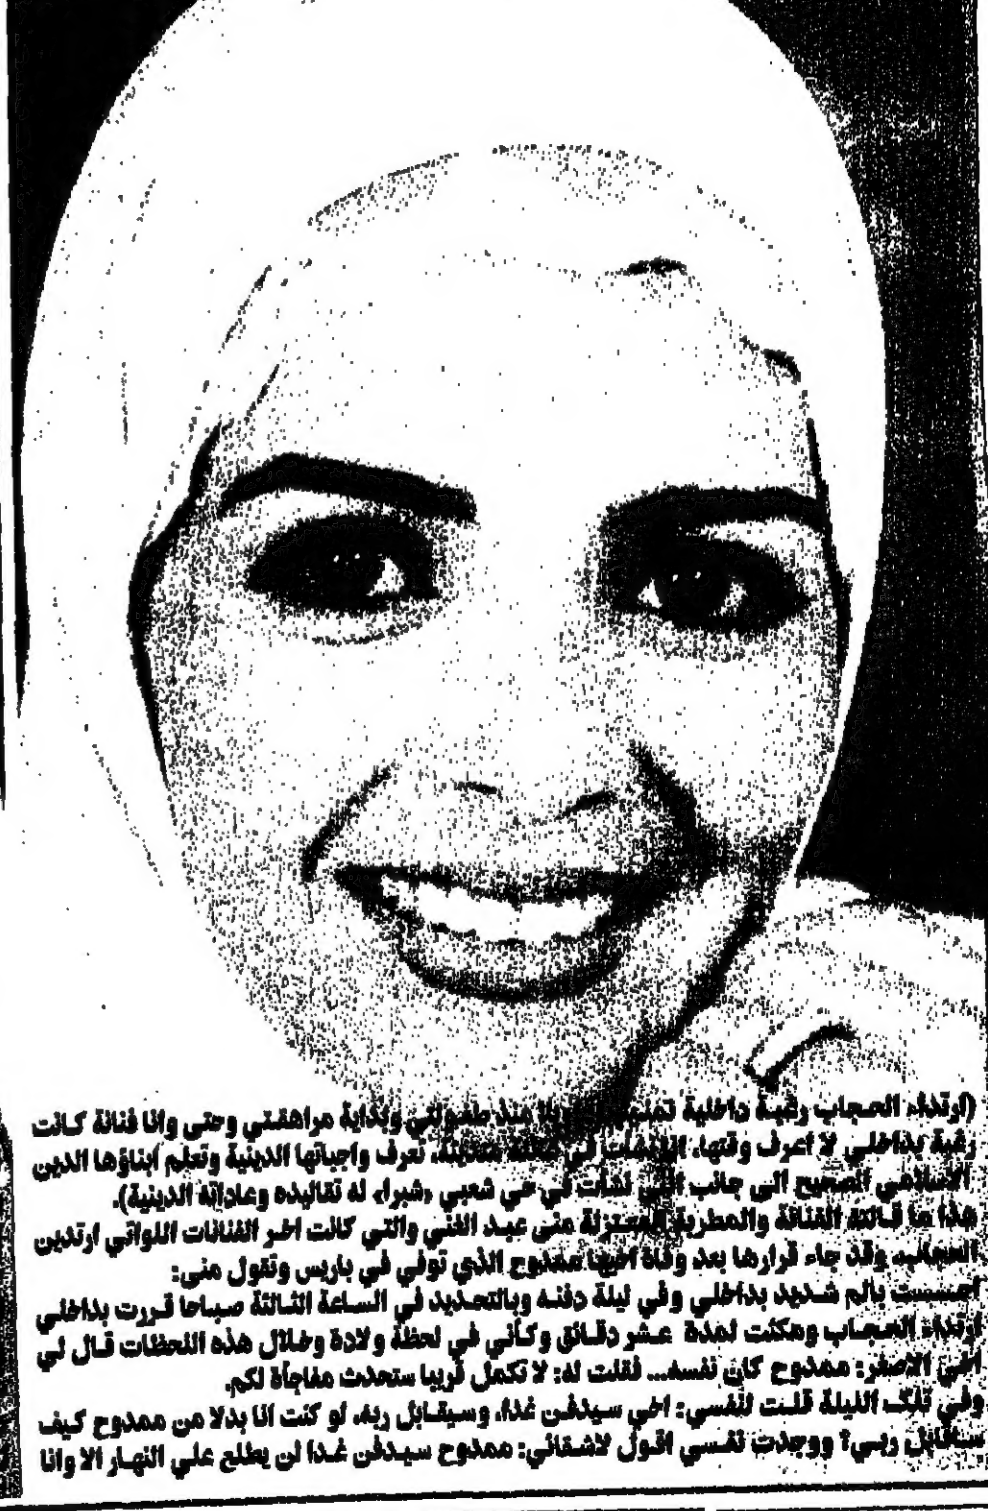 (ارتداء الحجاب رغبة داخلية منذ طفولتي وبداية مراهقتي وحتى وانا فنانة كانت
رغبة بداخلي لا اعرف وقتها، في متدينة، تعرف واجباتها الدينية وتعلم ابناؤها الدين
الاسلامي الصحيح الى جانب انني نشات في حي شعبي «شبرا» له تقاليده وعاداته الدينية).
هذا ما قالته الفنانة والمطربة المعتزلة منى عبد الغني والتي كانت اخر الفنانات اللواتي ارتدين
الحجاب وقد جاء قرارها بعد وفاة اخيها ممدوح الذي توفي في باريس وتقول منى:
احسست بالم شديد بداخلي وفي ليلة دفنه وبالتحديد في الساعة الثالثة صباحا قررت بداخلي
ارتداء الحجاب ومكثت لمدة عشر دقائق وكأني في لحظة ولادة وخلال هذه اللحظات قال لي
اخي الاصغر: ممدوح كان نفسه... فقلت له: لا تكمل قريبا ستحدث مفاجأة لكم.
وفي تلك الليلة قلت لنفسي: اخي سيدفن غدا، وسيقابل ربه، لو كنت انا بدلا من ممدوح كيف
ساقابل ربي؟ ووجدت نفسي اقول لاشقائي: ممدوح سيدفن غدا لن يطلع علي النهار الا وانا